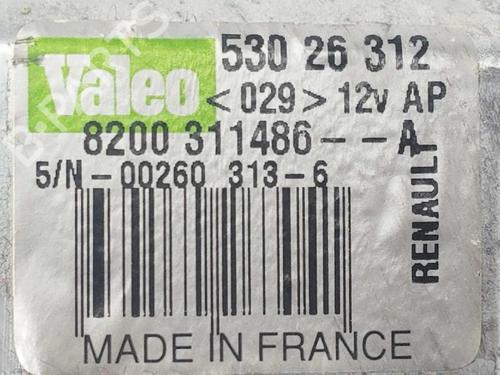 Valeo
530 26 312
<029> 12v AP
8200 311486--A
S/N-00260 313-6
RENAULT
MADE IN FRANCE